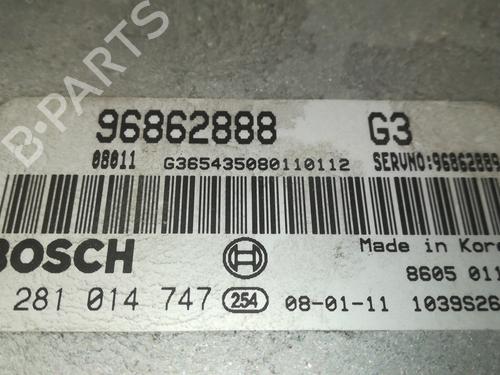 96862888 G3
08011 G365435080110112 SERVNO:96862889
BOSCH Made in Kore
8605 011
281 014 747 254 08-01-11 1039S26
B-PARTS